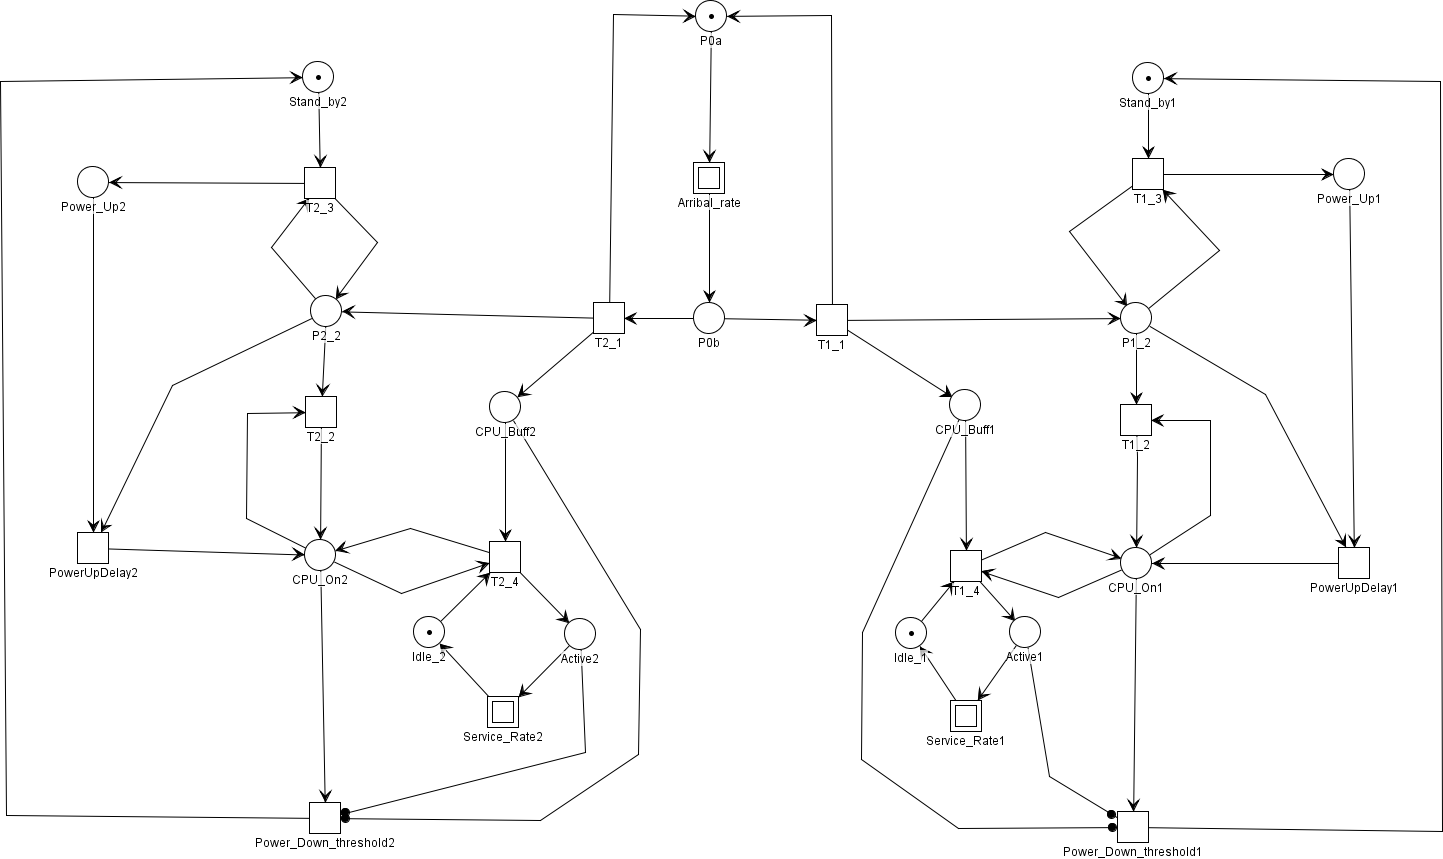 P0a
Stand_by2
Stand_by1
Power_Up2
T2_3
Arribal_rate
T1_3
Power_Up1
P2_2
T2_1
P0b
T1_1
P1_2
T2_2
CPU_Buff2
CPU_Buff1
T1_2
PowerUpDelay2
CPU_On2
T2_4
T1_4
CPU_On1
PowerUpDelay1
Idle_2
Active2
Idle_1
Active1
Service_Rate2
Service_Rate1
Power_Down_threshold2
Power_Down_threshold1